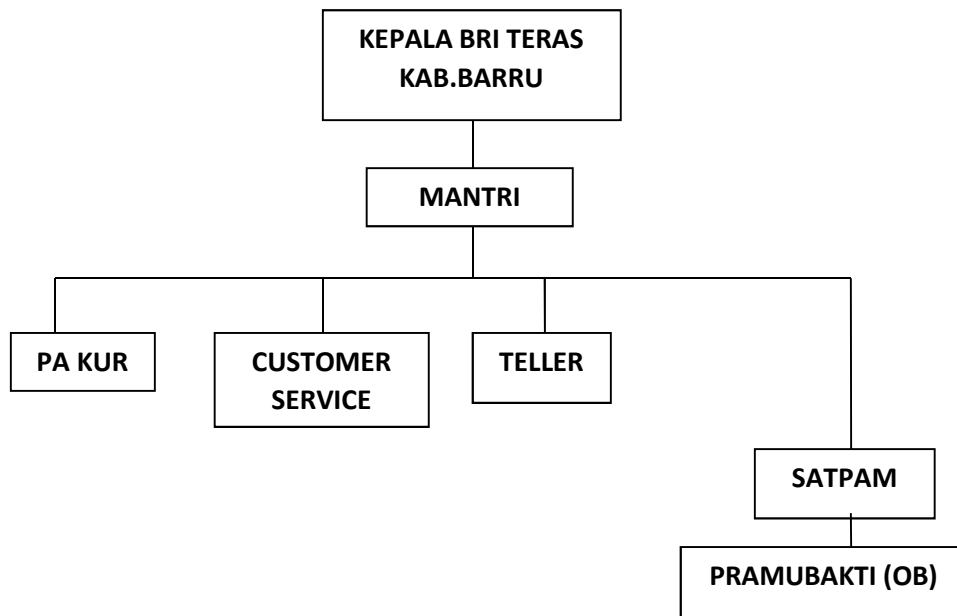 KEPALA BRI TERAS
KAB.BARRU
MANTRI
PA KUR
CUSTOMER
SERVICE
TELLER
SATPAM
PRAMUBAKTI (OB)